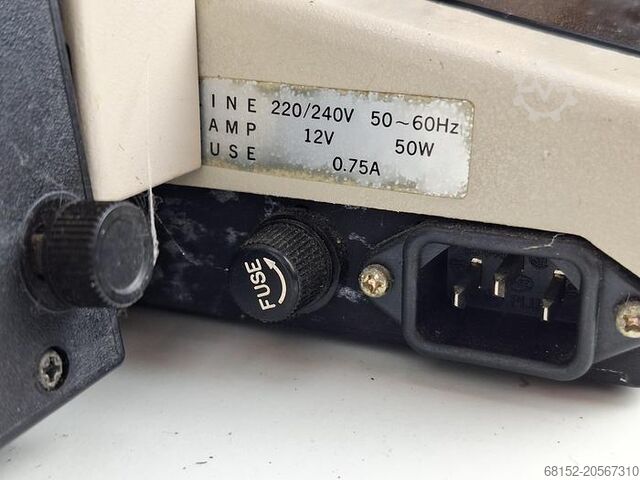 INE 220/240V 50~60Hz
AMP 12V 50W
USE 0.75A
FUSE
68152-20567310